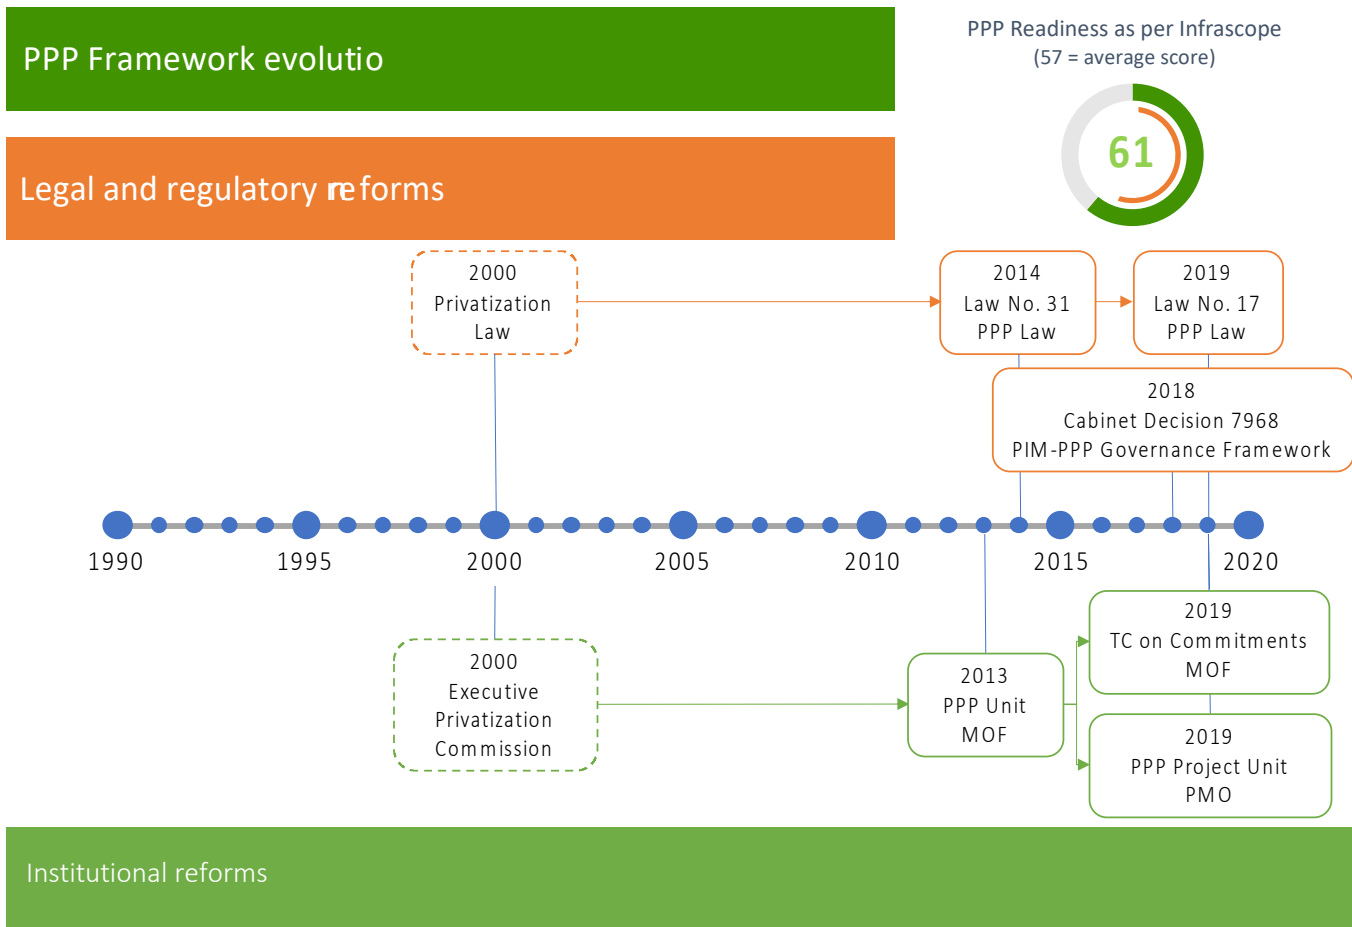 PPP Framework evolutio
PPP Readiness as per Infrascope
(57 = average score)
61
Legal and regulatory reforms
2000
Privatization
Law
2014
Law No. 31
PPP Law
2019
Law No. 17
PPP Law
2018
Cabinet Decision 7968
PIM-PPP Governance Framework
1990
1995
2000
2005
2010
2015
2020
2000
Executive
Privatization
Commission
2013
PPP Unit
MOF
2019
TC on Commitments
MOF
2019
PPP Project Unit
PMO
Institutional reforms